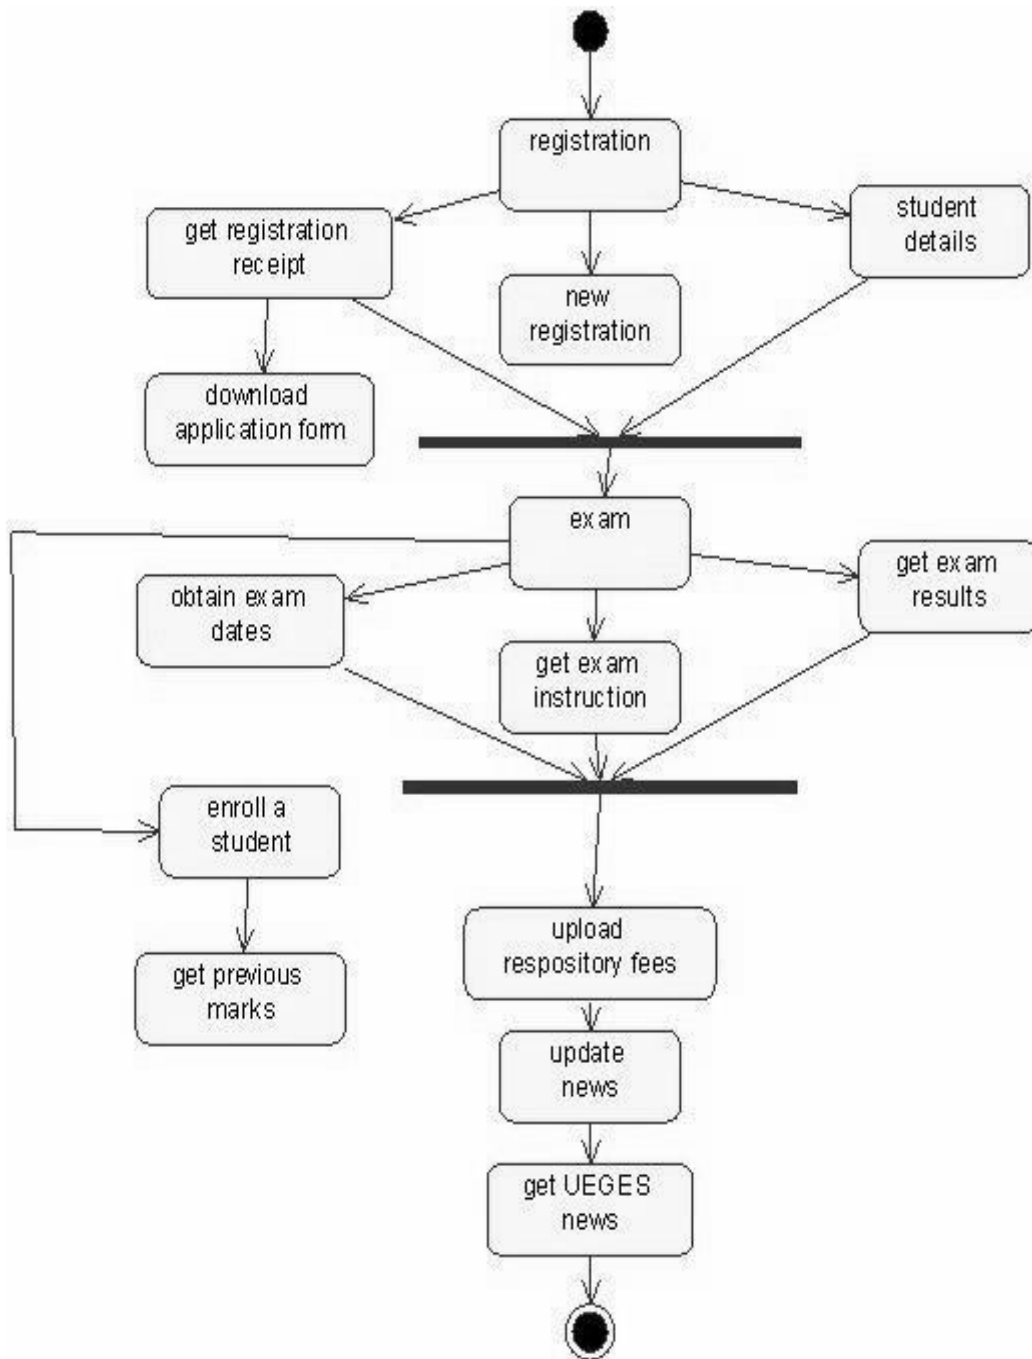 registration
get registration
receipt
student
details
new
registration
download
application form
exam
obtain exam
dates
get exam
results
get exam
instruction
enroll a
student
upload
respository fees
get previous
marks
update
news
get UEGES
news